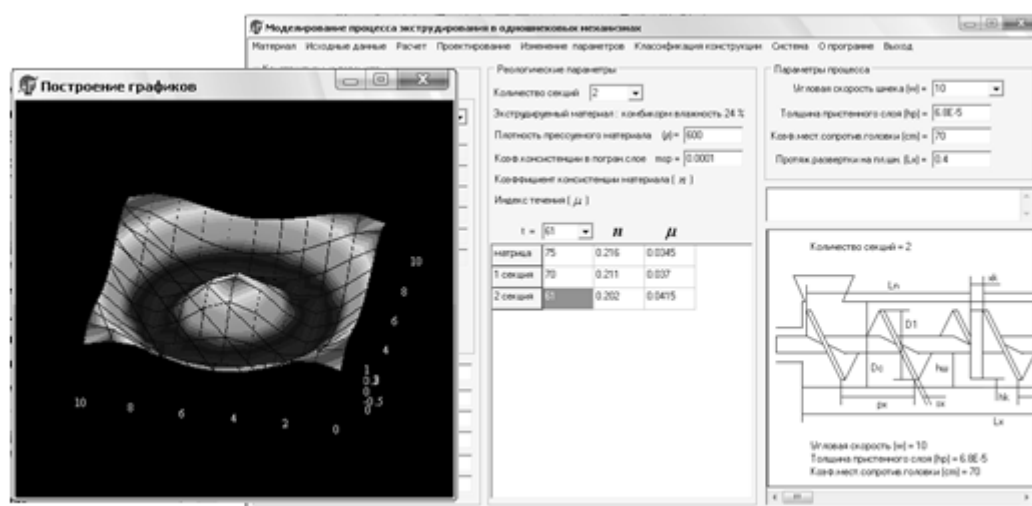 Моделирование процесса экструдирования в одношнековых механизмах
Материал Исходные данные Расчет Проектирование Изменение параметров Классификация конструкции Система О программе Выход
Построение графиков
10
8
6
4
2
0
10
8
6
4
1
-0.5
0
Реологические параметры
Количество секций 2
Экструдируемый материал : комбикорм влажность 24 %
Плотность прессуемого материала (ρ)= 600
Коэф.консистенции в погран.слое mop = 0.0001
Коэффициент консистенции материала ( n )
Индекс течения ( μ )
t = 61 n μ
матрица 75 0.216 0.0345
1 секция 70 0.211 0.037
2 секция 61 0.202 0.0415
Параметры процесса
Угловая скорость шнека (w) = 10
Толщина пристенного слоя (hp) = 6.8E-5
Коэф.мест.сопротив.головки (cm) = 70
Протяж.развертки на пл.шн. (Lx) = 0.4
Количество секций = 2
Ln
D1
Dc
hш
hk
px
sx
Lx
Угловая скорость (w) = 10
Толщина пристенного слоя (hp) = 6.8E-5
Коэф.мест.сопротив.головки (cm) = 70